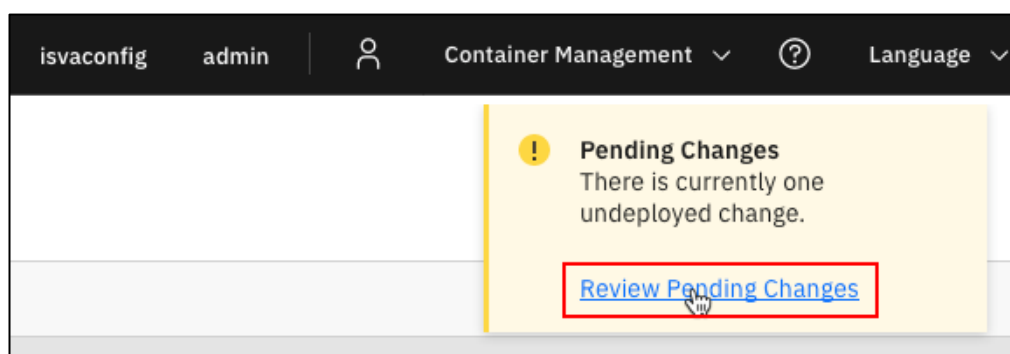 isvaconfig admin Container Management Language
Pending Changes
There is currently one
undeployed change.
Review Pending Changes